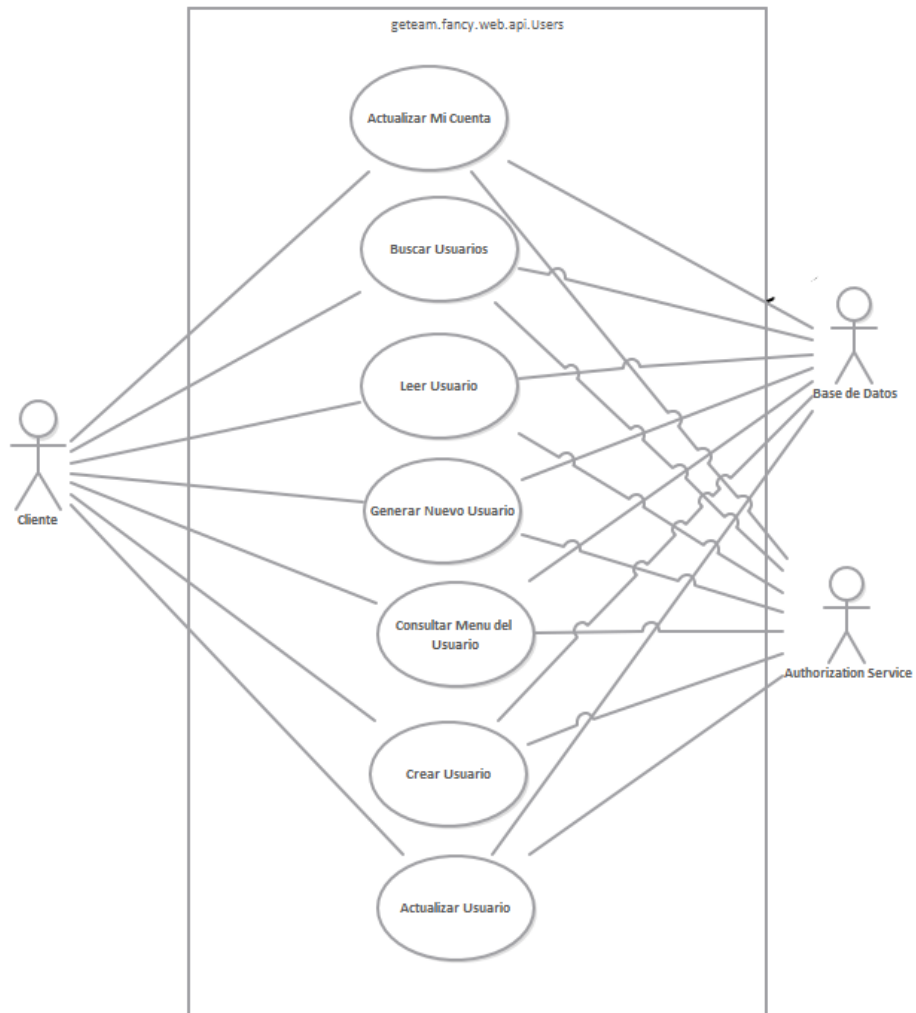 geteam.fancy.web.api.Users
Actualizar Mi Cuenta
Buscar Usuarios
Leer Usuario
Base de Datos
Generar Nuevo Usuario
Cliente
Consultar Menu del
Usuario
Authorization Service
Crear Usuario
Actualizar Usuario